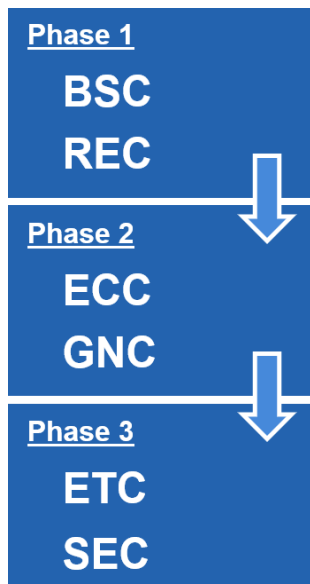 Phase 1
BSC
REC
Phase 2
ECC
GNC
Phase 3
ETC
SEC